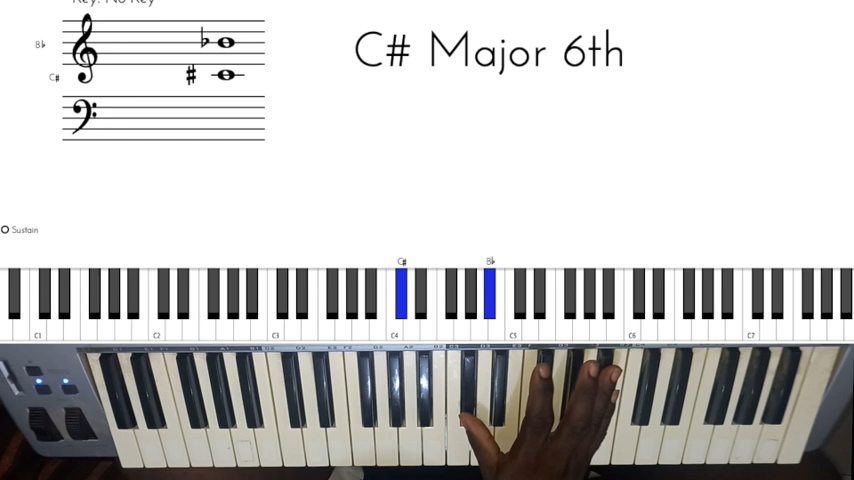 Key: No Key
B♭
C#
C# Major 6th
Sustain
C# B♭
C1 C2 C3 C4 C5 C6 C7